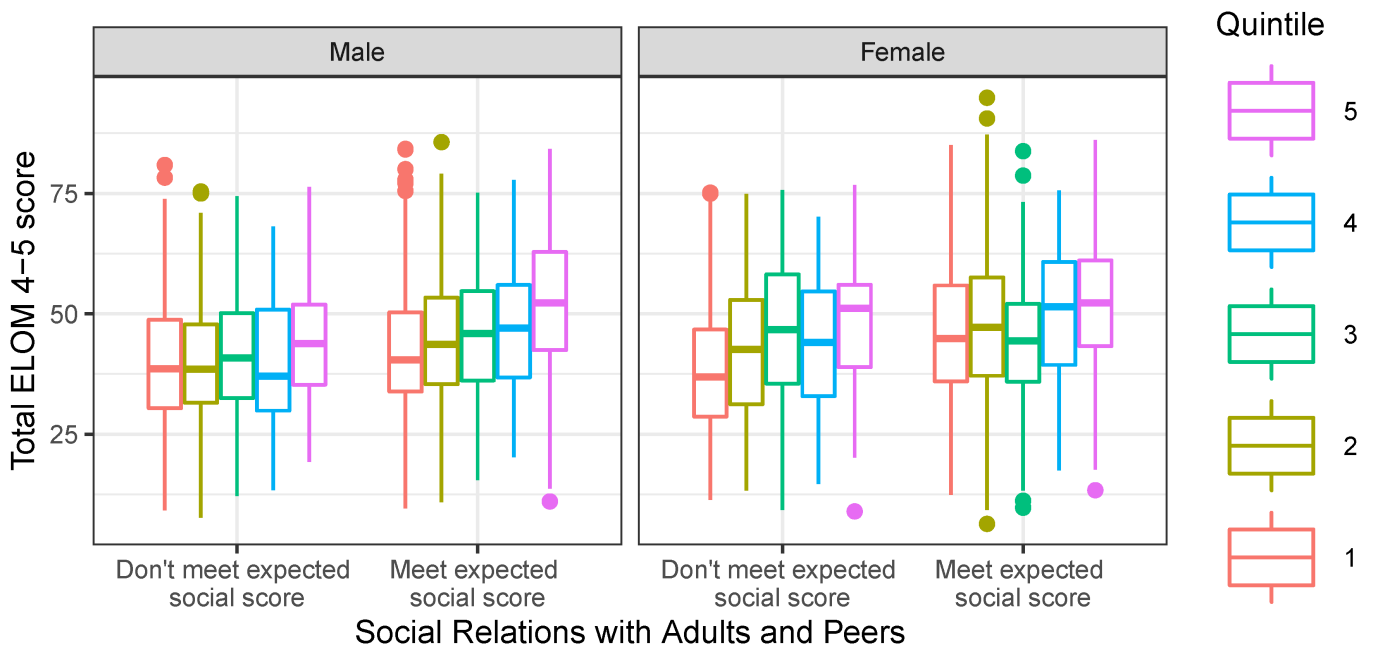 Male
Female
Quintile
5
4
3
2
1
Total ELOM 4−5 score
75
50
25
Don't meet expected
social score
Meet expected
social score
Don't meet expected
social score
Meet expected
social score
Social Relations with Adults and Peers